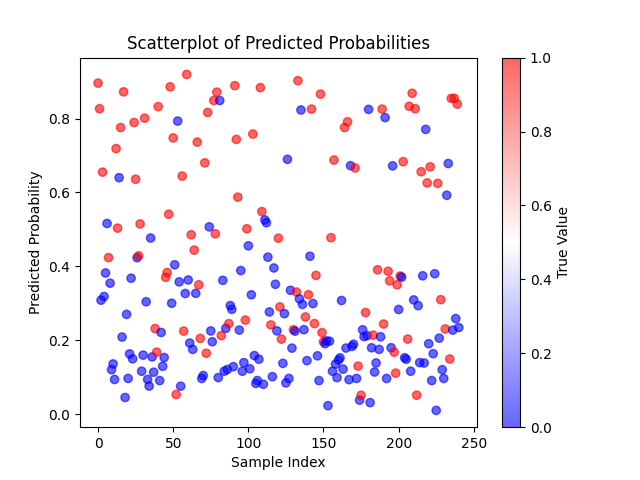 Scatterplot of Predicted Probabilities
Predicted Probability
0.8
0.6
0.4
0.2
0.0
0 50 100 150 200 250
Sample Index
1.0
0.8
0.6
0.4
0.2
0.0
True Value